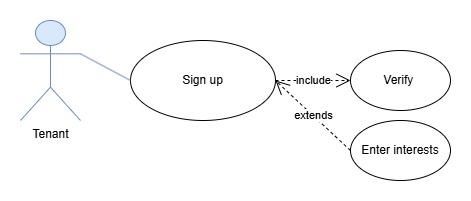 Sign up
include
Verify
extends
Tenant
Enter interests